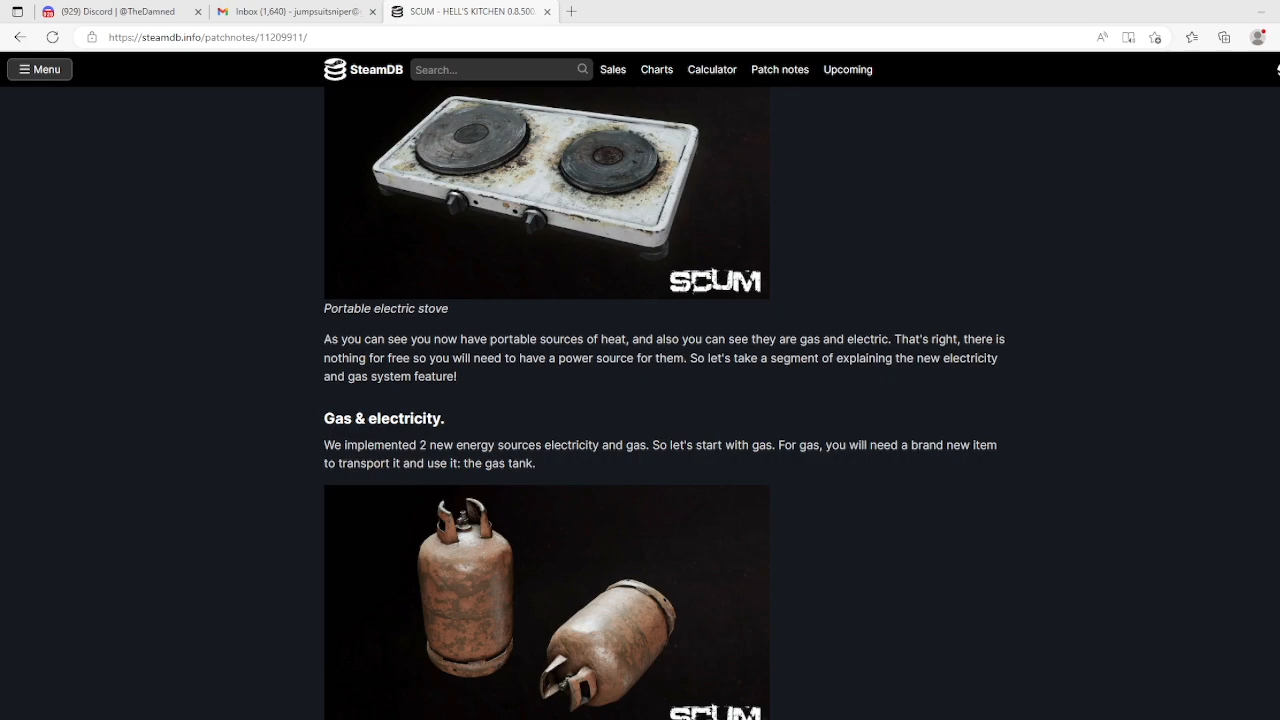 (929) Discord | @TheDamned
Inbox (1,640) - jumpsuitsniper@
SCUM - HELL'S KITCHEN 0.8.500
https://steamdb.info/patchnotes/11209911/
Menu
SteamDB
Search...
Sales
Charts
Calculator
Patch notes
Upcoming
SCUM
Portable electric stove
As you can see you now have portable sources of heat, and also you can see they are gas and electric. That's right, there is
nothing for free so you will need to have a power source for them. So let's take a segment of explaining the new electricity
and gas system feature!
Gas & electricity.
We implemented 2 new energy sources electricity and gas. So let's start with gas. For gas, you will need a brand new item
to transport it and use it: the gas tank.
SCUM